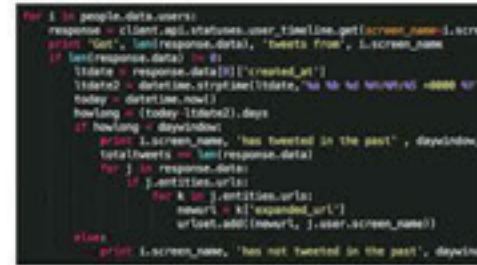 for i in people.data.users:
response = client.api.statuses.user_timeline.get(screen_name=i.scre
print 'Got', len(response.data), 'tweets from', i.screen_name
if len(response.data) != 0:
ltdate = response.data[0]['created_at']
ltdate2 = datetime.strptime(ltdate,'%a %b %d %H:%M:%S +0000 %Y
today = datetime.now()
howlong = (today-ltdate2).days
if howlong < daywindow:
print i.screen_name, 'has tweeted in the past' , daywindow,
totaltweets += len(response.data)
for j in response.data:
if j.entities.urls:
for k in j.entities.urls:
newurl = k['expanded_url']
urlset.add((newurl, j.user.screen_name))
else:
print i.screen_name, 'has not tweeted in the past', daywind